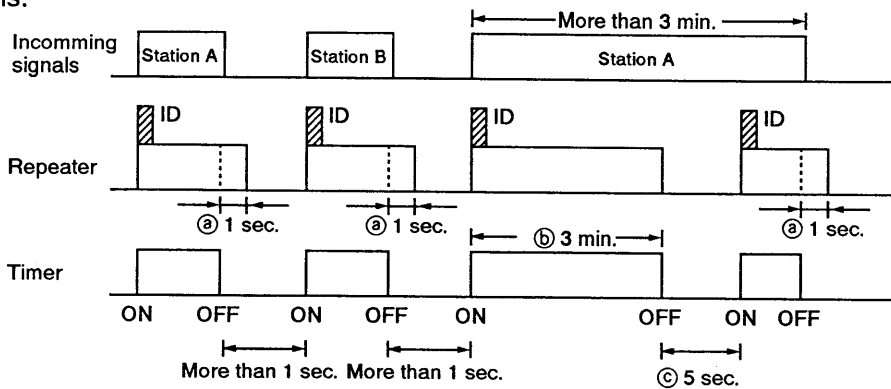 ns.
More than 3 min.
Incomming
signals
Station A
Station B
Station A
ID
ID
ID
ID
Repeater
ⓐ 1 sec.
ⓐ 1 sec.
ⓐ 1 sec.
ⓑ 3 min.
Timer
ON OFF ON OFF ON OFF ON OFF
More than 1 sec. More than 1 sec.
ⓒ 5 sec.